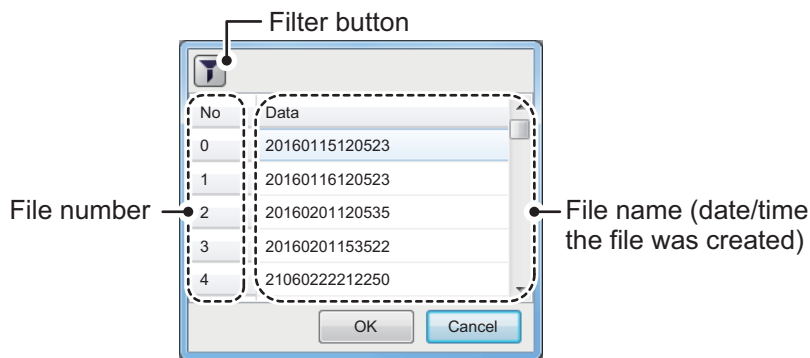 Filter button
No Data
0 20160115120523
1 20160116120523
File number 2 20160201120535 File name (date/time
3 20160201153522 the file was created)
4 21060222212250
OK Cancel